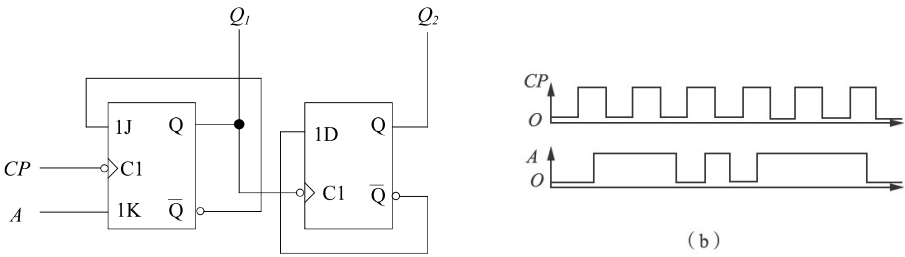 Q1 Q2
1J Q 1D Q
CP C1 C1
A 1K Q̅ Q̅
CP
O
A
O
（b）